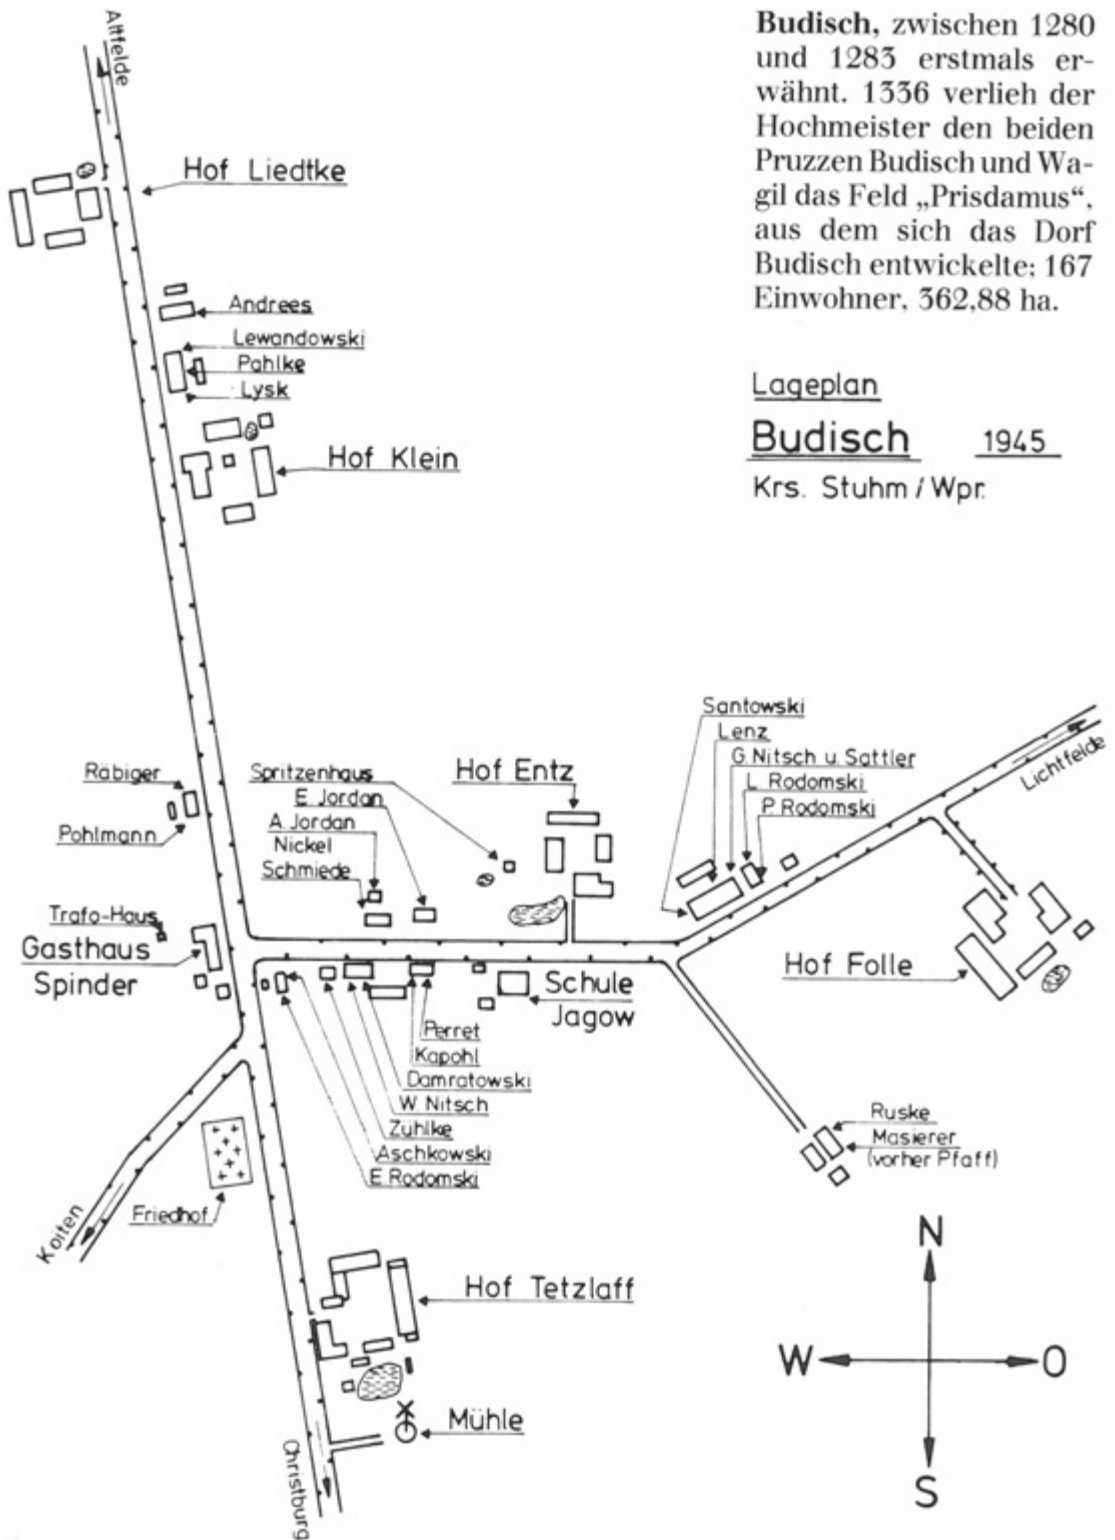 Budisch, zwischen 1280
und 1283 erstmals er-
wähnt. 1336 verlieh der
Hochmeister den beiden
Pruzzen Budisch und Wa-
gil das Feld „Prisdamus“,
aus dem sich das Dorf
Budisch entwickelte; 167
Einwohner, 362,88 ha.
Lageplan
Budisch 1945
Krs. Stuhm / Wpr.
Altfelde
Hof Liedtke
Andrees
Lewandowski
Pahlke
Lysk
Hof Klein
Räbiger
Pohlmann
Trafo-Haus
Gasthaus
Spinder
Spritzenhaus
E. Jordan
A. Jordan
Nickel
Schmiede
Hof Entz
Santowski
Lenz
G. Nitsch u. Sattler
L. Rodomski
P. Rodomski
Lichtfelde
Hof Folle
Schule
Jagow
Perret
Kapohl
Damratowski
W. Nitsch
Zühlke
Aschkowski
E. Rodomski
Ruske
Masierer
(vorher Pfaff)
Koiten
Friedhof
Hof Tetzlaff
Mühle
Christburg
N
W O
S